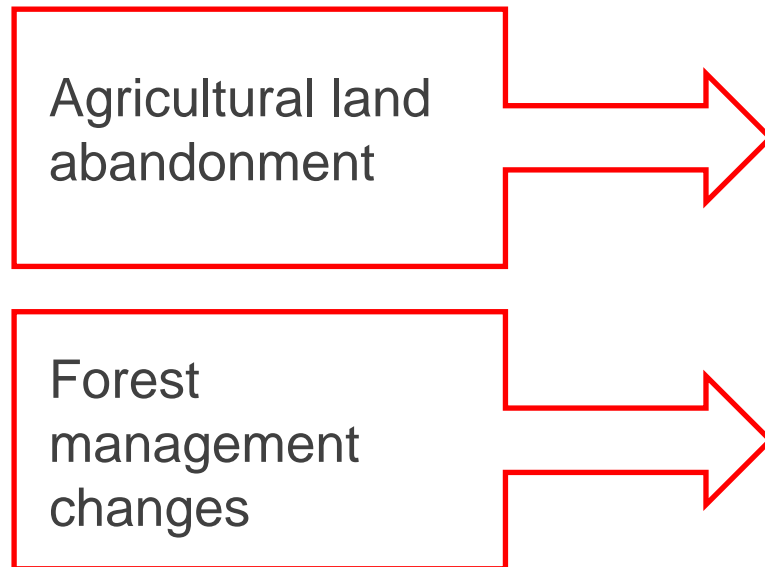 Agricultural land
abandonment
Forest
management
changes